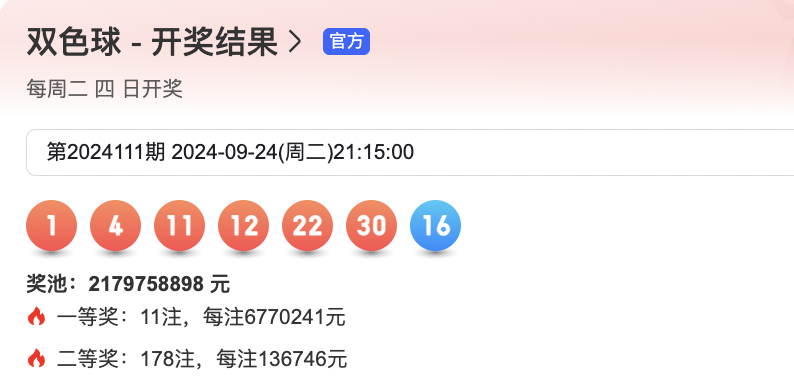 双色球 - 开奖结果 官方
每周二 四 日开奖
第2024111期 2024-09-24(周二)21:15:00
1 4 11 12 22 30 16
奖池：2179758898 元
一等奖：11注，每注6770241元
二等奖：178注，每注136746元